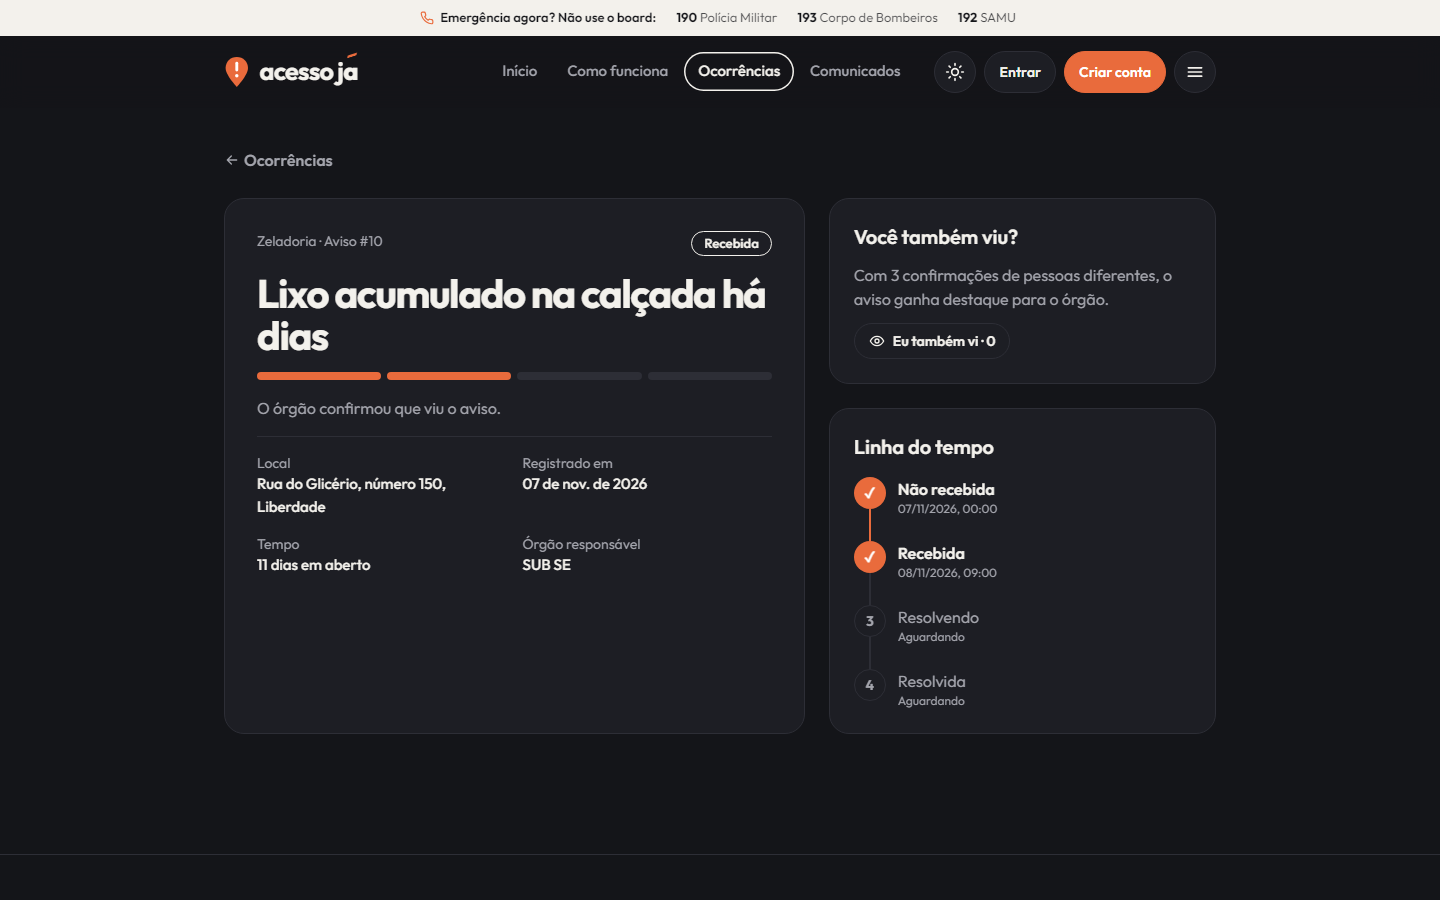 Emergência agora? Não use o board: 190 Polícia Militar 193 Corpo de Bombeiros 192 SAMU
acesso já
Início Como funciona Ocorrências Comunicados Entrar Criar conta
← Ocorrências
Zeladoria · Aviso #10
Recebida
Lixo acumulado na calçada há
dias
O órgão confirmou que viu o aviso.
Local
Rua do Glicério, número 150,
Liberdade
Registrado em
07 de nov. de 2026
Tempo
11 dias em aberto
Órgão responsável
SUB SE
Você também viu?
Com 3 confirmações de pessoas diferentes, o
aviso ganha destaque para o órgão.
Eu também vi · 0
Linha do tempo
Não recebida
07/11/2026, 00:00
Recebida
08/11/2026, 09:00
3 Resolvendo
Aguardando
4 Resolvida
Aguardando